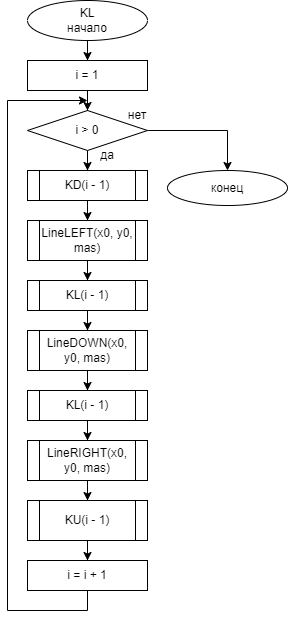 KL
начало
i = 1
нет
i > 0
да
KD(i - 1)
конец
LineLEFT(x0, y0,
mas)
KL(i - 1)
LineDOWN(x0,
y0, mas)
KL(i - 1)
LineRIGHT(x0,
y0, mas)
KU(i - 1)
i = i + 1